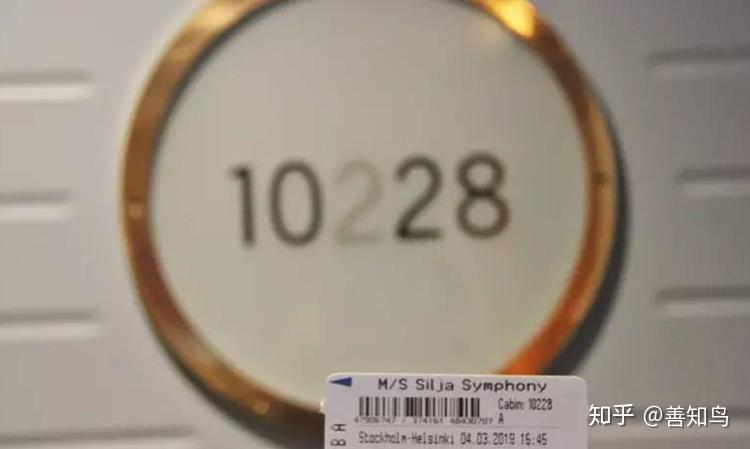 10228
M/S Silja Symphony
Cabin: 10228
A
Stockholm-Helsinki 04.03.2019 16:45
知乎 @善知鸟